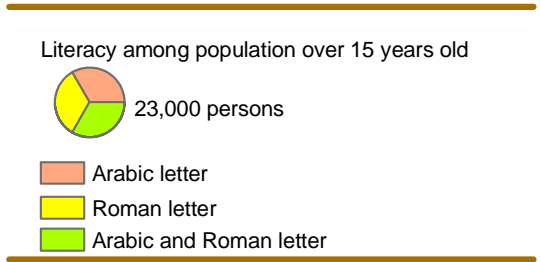 Literacy among population over 15 years old
23,000 persons
Arabic letter
Roman letter
Arabic and Roman letter